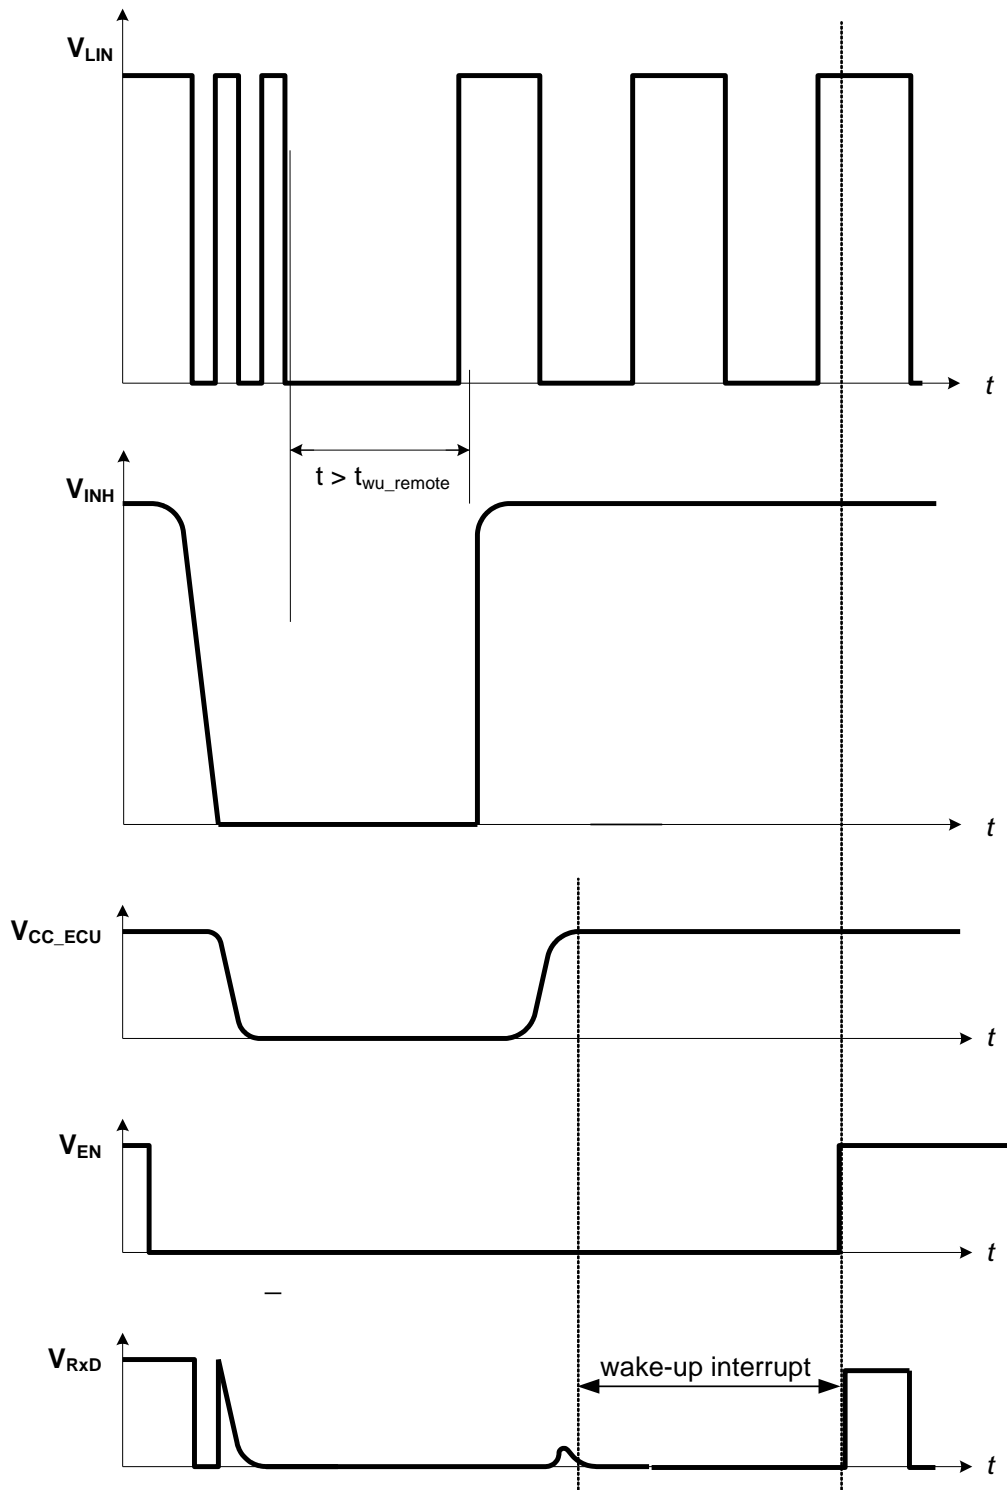 V_LIN
t
t > t_wu_remote
V_INH
t
V_CC_ECU
t
V_EN
t
V_RxD
wake-up interrupt
t